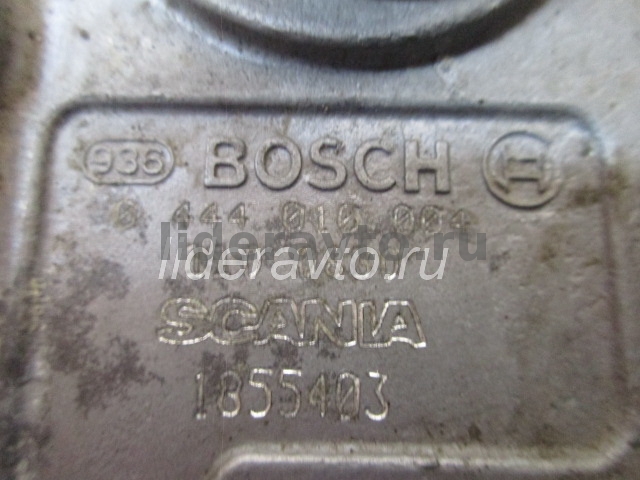 936 BOSCH
0 444 010 004
lideravto.ru
lideravto.ru
SCANIA
1855403